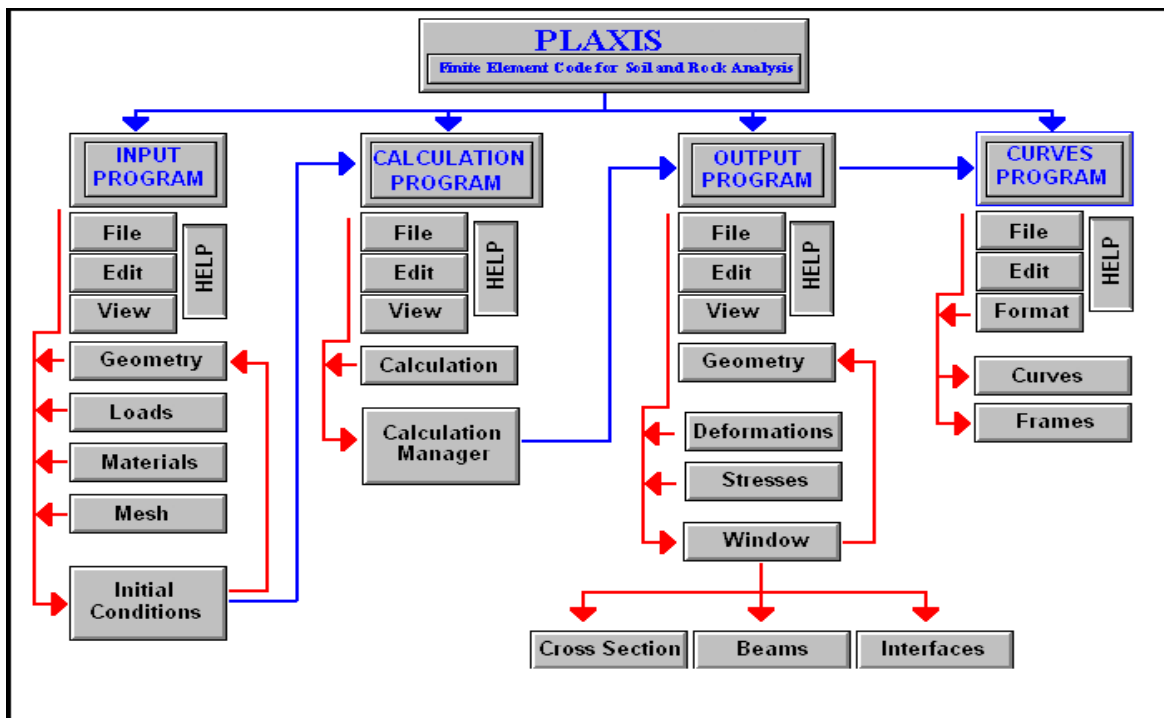 PLAXIS
Finite Element Code for Soil and Rock Analysis
INPUT
PROGRAM
File
Edit
View
HELP
Geometry
Loads
Materials
Mesh
Initial
Conditions
CALCULATION
PROGRAM
File
Edit
View
HELP
Calculation
Calculation
Manager
OUTPUT
PROGRAM
File
Edit
View
HELP
Geometry
Deformations
Stresses
Window
Cross Section
Beams
Interfaces
CURVES
PROGRAM
File
Edit
Format
HELP
Curves
Frames